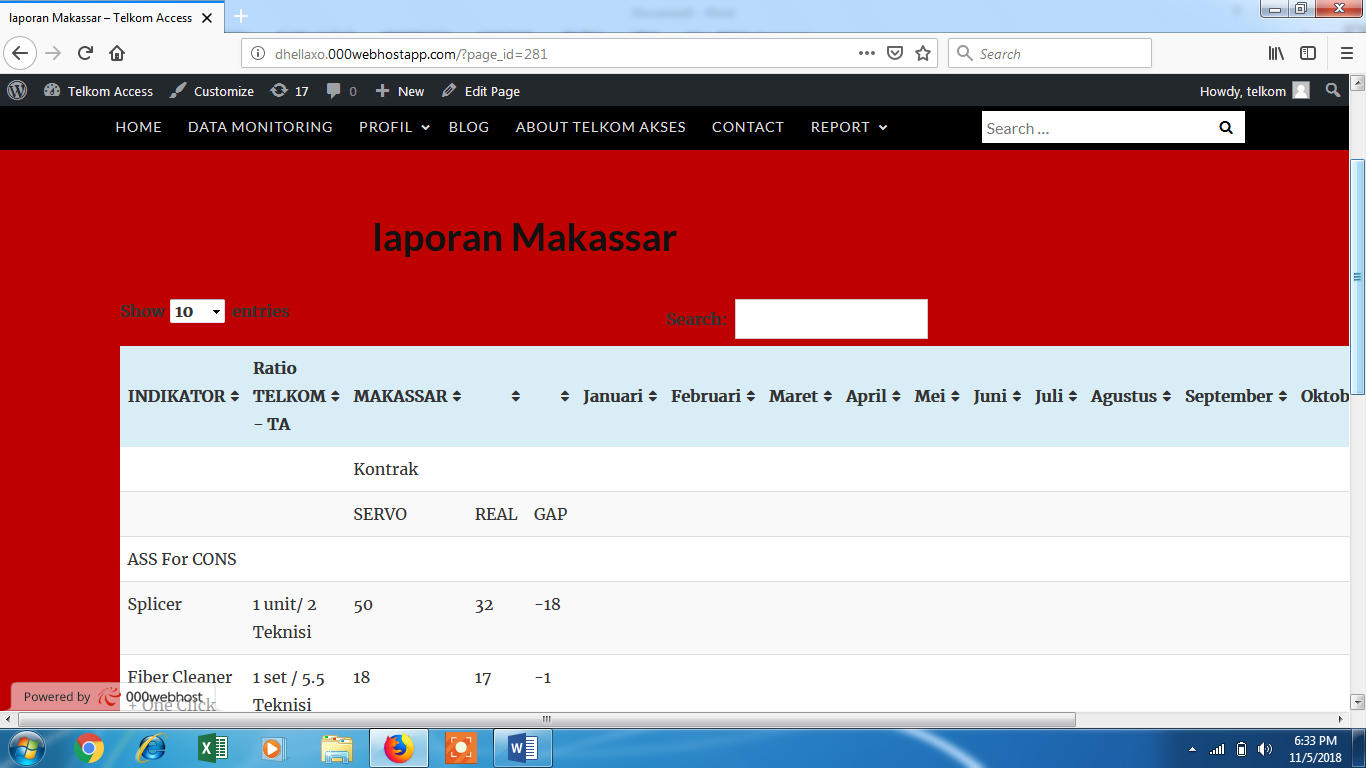 laporan Makassar – Telkom Access
dhellaxo.000webhostapp.com/?page_id=281
Search
Telkom Access Customize 17 0 New Edit Page Howdy, telkom
HOME DATA MONITORING PROFIL BLOG ABOUT TELKOM AKSES CONTACT REPORT Search ...
laporan Makassar
Show 10 entries
Search:
INDIKATOR Ratio TELKOM – TA MAKASSAR Januari Februari Maret April Mei Juni Juli Agustus September Oktob
Kontrak
SERVO REAL GAP
ASS For CONS
Splicer 1 unit/ 2 Teknisi 50 32 -18
Fiber Cleaner + One Click 1 set / 5.5 Teknisi 18 17 -1
Powered by 000webhost
6:33 PM
11/5/2018